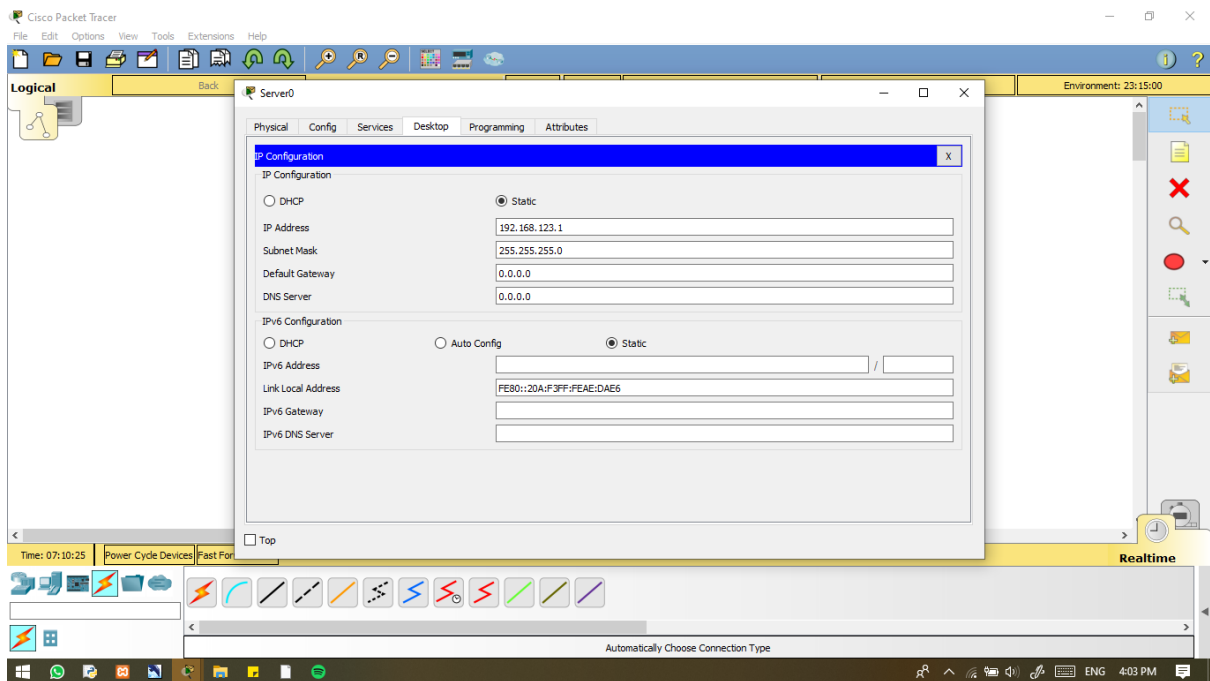 Cisco Packet Tracer
File Edit Options View Tools Extensions Help
Logical
Back
Environment: 23:15:00
Server0
Physical Config Services Desktop Programming Attributes
IP Configuration X
IP Configuration
DHCP Static
IP Address 192.168.123.1
Subnet Mask 255.255.255.0
Default Gateway 0.0.0.0
DNS Server 0.0.0.0
IPv6 Configuration
DHCP Auto Config Static
IPv6 Address /
Link Local Address FE80::20A:F3FF:FEAE:DAE6
IPv6 Gateway
IPv6 DNS Server
Top
Time: 07:10:25 Power Cycle Devices Fast For
Realtime
Automatically Choose Connection Type
ENG 4:03 PM